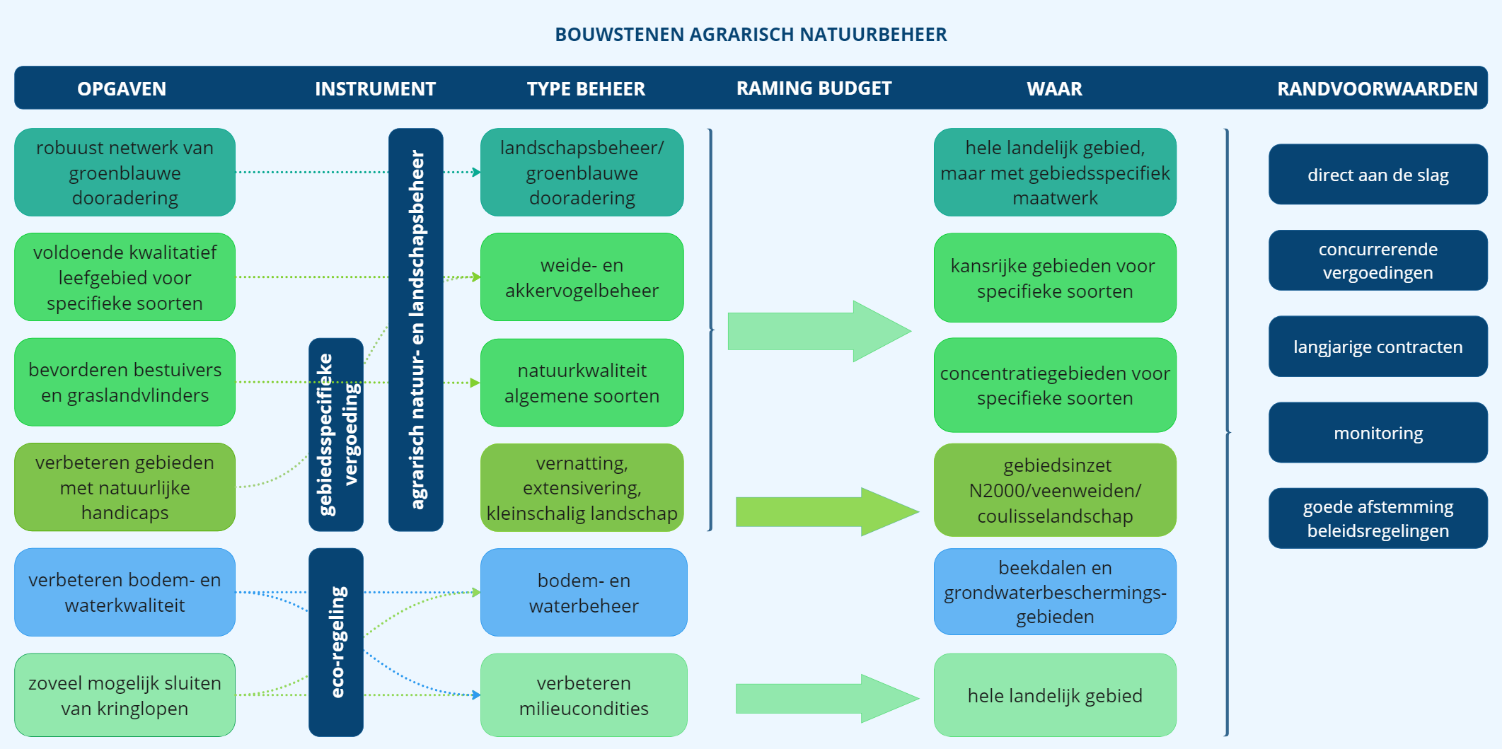 BOUWSTENEN AGRARISCH NATUURBEHEER
OPGAVEN
INSTRUMENT
TYPE BEHEER
RAMING BUDGET
WAAR
RANDVOORWAARDEN
robuust netwerk van
groenblauwe
dooradering
voldoende kwalitatief
leefgebied voor
specifieke soorten
bevorderen bestuivers
en graslandvlinders
verbeteren gebieden
met natuurlijke
handicaps
verbeteren bodem- en
waterkwaliteit
zoveel mogelijk sluiten
van kringlopen
gebiedsspecifieke
vergoeding
agrarisch natuur- en landschapsbeheer
eco-regeling
landschapsbeheer/
groenblauwe
dooradering
weide- en
akkervogelbeheer
natuurkwaliteit
algemene soorten
vernatting,
extensivering,
kleinschalig landschap
bodem- en
waterbeheer
verbeteren
milieucondities
hele landelijk gebied,
maar met gebiedsspecifiek
maatwerk
kansrijke gebieden voor
specifieke soorten
concentratiegebieden voor
specifieke soorten
gebiedsinzet
N2000/veenweiden/
coulisselandschap
beekdalen en
grondwaterbeschermings-
gebieden
hele landelijk gebied
direct aan de slag
concurrerende
vergoedingen
langjarige contracten
monitoring
goede afstemming
beleidsregelingen